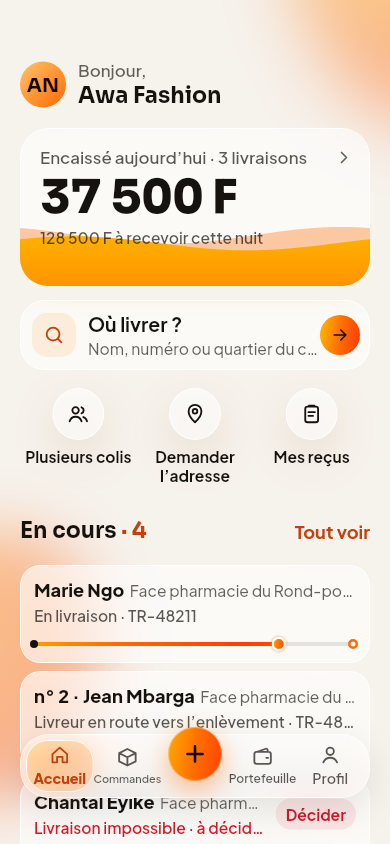 AN
Bonjour,
Awa Fashion
Encaissé aujourd’hui · 3 livraisons
37 500 F
128 500 F à recevoir cette nuit
Où livrer ?
Nom, numéro ou quartier du c…
Plusieurs colis
Demander
l’adresse
Mes reçus
En cours · 4
Tout voir
Marie Ngo Face pharmacie du Rond-po…
En livraison · TR-48211
n° 2 · Jean Mbarga Face pharmacie du …
Livreur en route vers l’enlèvement · TR-48…
Accueil
Commandes
Portefeuille
Profil
Chantal Eyike Face pharm…
Livraison impossible · à décid…
Décider